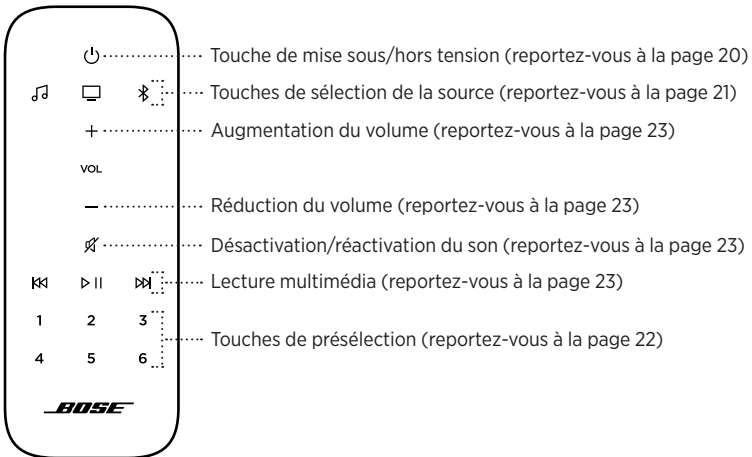 Touche de mise sous/hors tension (reportez-vous à la page 20)
Touches de sélection de la source (reportez-vous à la page 21)
+ Augmentation du volume (reportez-vous à la page 23)
VOL
– Réduction du volume (reportez-vous à la page 23)
Désactivation/réactivation du son (reportez-vous à la page 23)
Lecture multimédia (reportez-vous à la page 23)
1 2 3
Touches de présélection (reportez-vous à la page 22)
4 5 6
BOSE